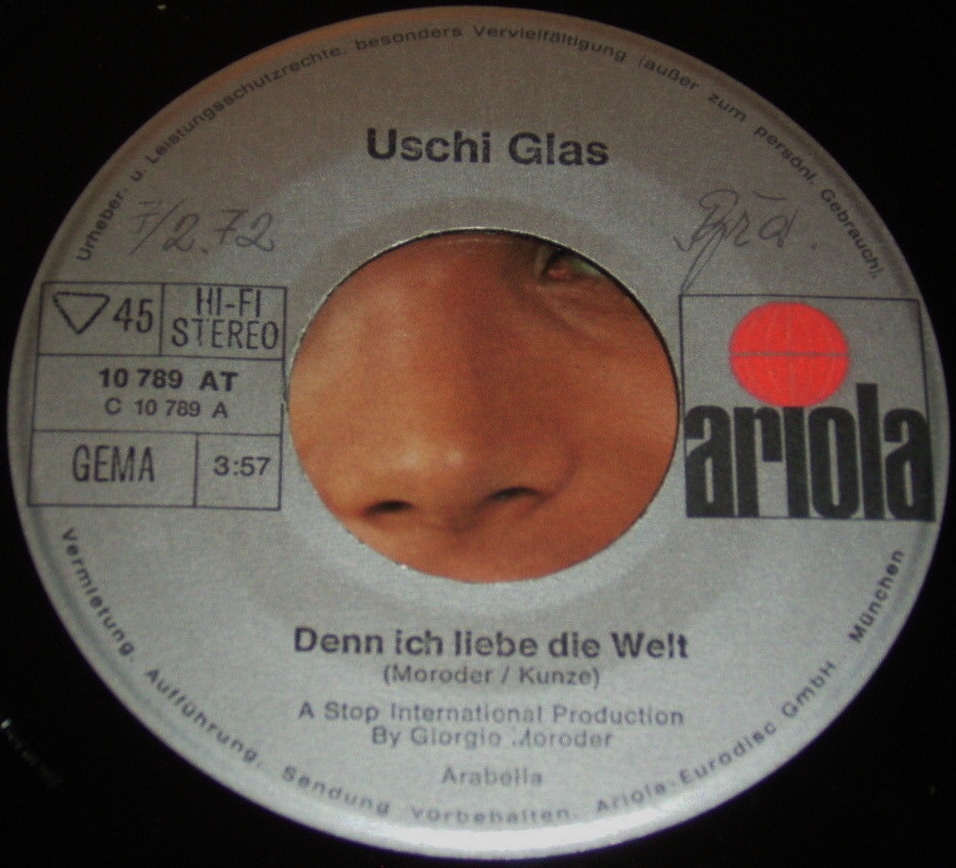 Urheber- u. Leistungsschutzrechte, besonders Vervielfältigung (außer zum persönl. Gebrauch),
Uschi Glas
7/2.72
45
HI-FI
STEREO
10 789 AT
C 10 789 A
GEMA
3:57
ariola
Denn ich liebe die Welt
(Moroder / Kunze)
A Stop International Production
By Giorgio Moroder
Arabella
Vermietung, Aufführung, Sendung vorbehalten. Ariola-Eurodisc GmbH. München